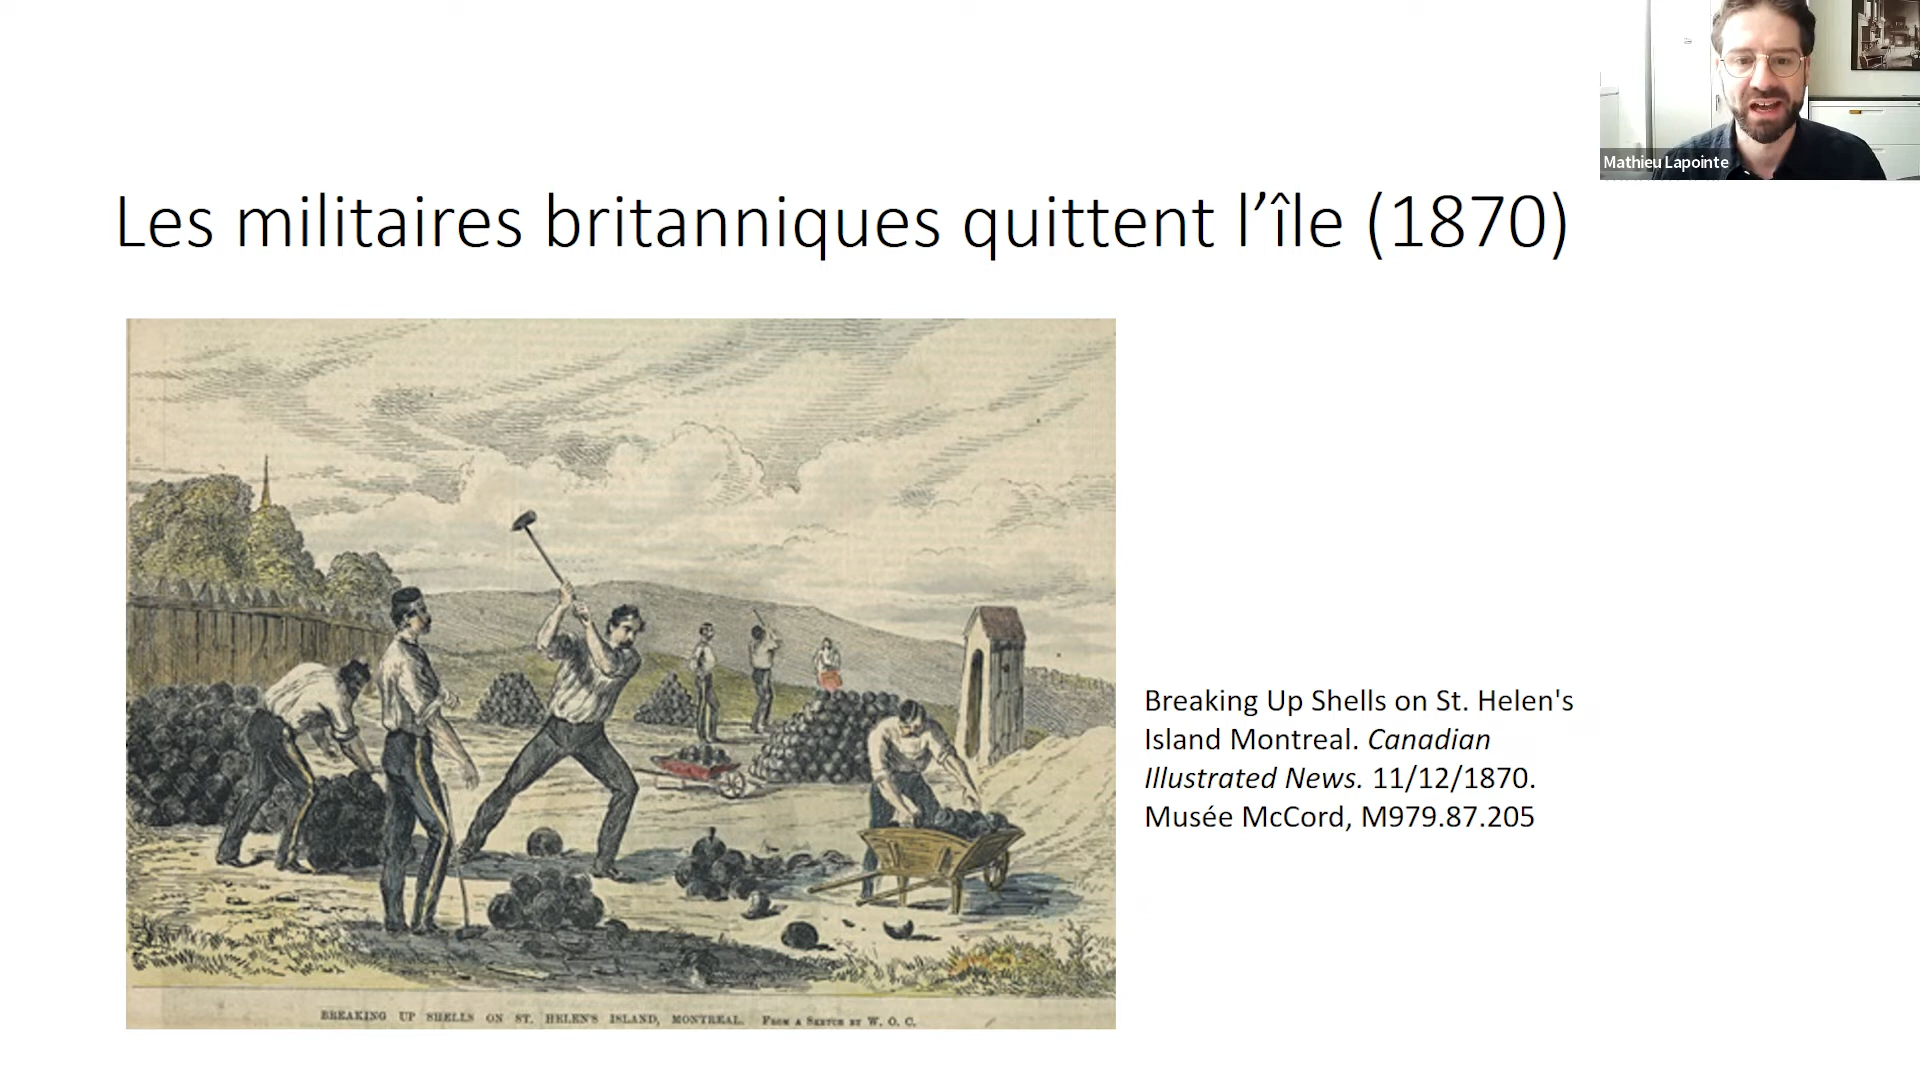 Mathieu Lapointe
Les militaires britanniques quittent l’île (1870)
Breaking Up Shells on St. Helen's
Island Montreal. Canadian
Illustrated News. 11/12/1870.
Musée McCord, M979.87.205
BREAKING UP SHELLS ON ST. HELEN'S ISLAND, MONTREAL. FROM A SKETCH BY W. O. C.